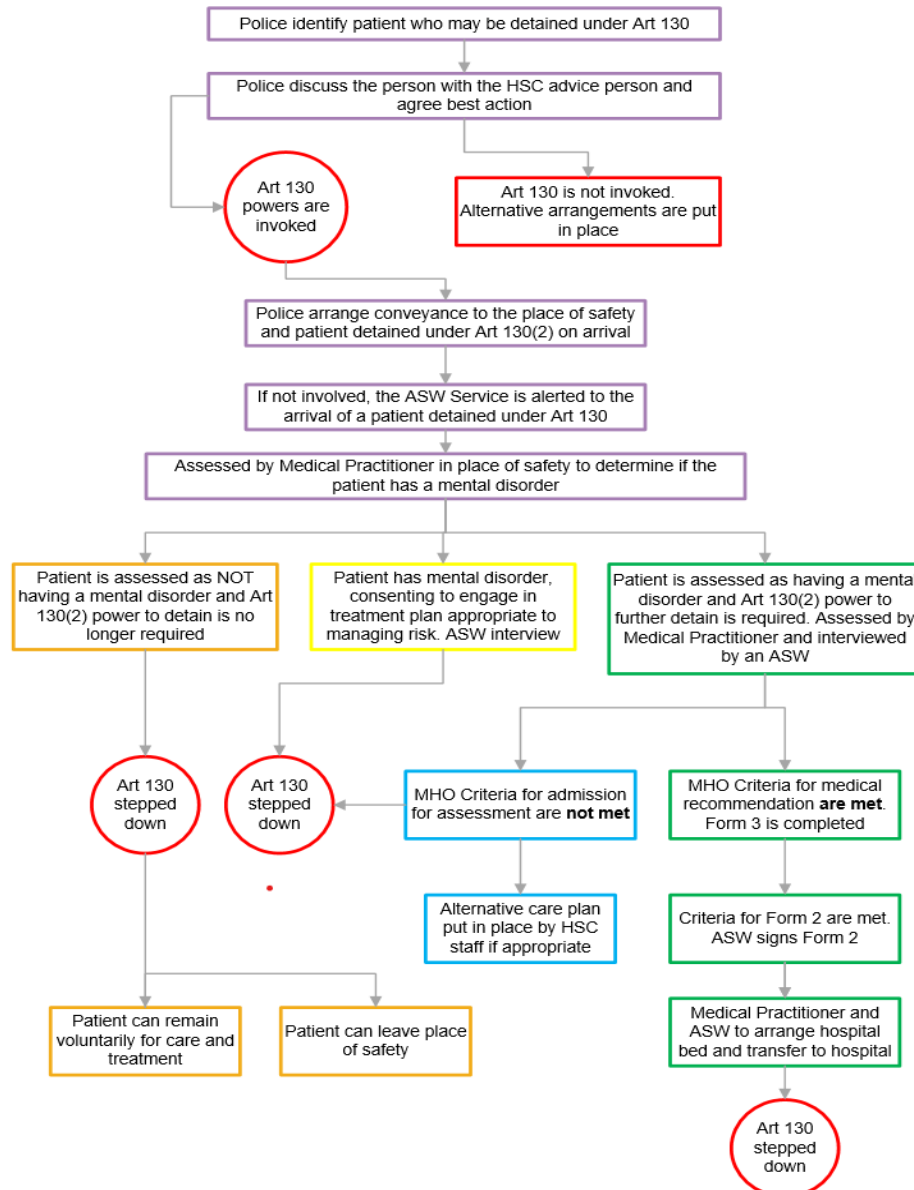 Police identify patient who may be detained under Art 130
Police discuss the person with the HSC advice person and
agree best action
Art 130
powers are
invoked
Art 130 is not invoked.
Alternative arrangements are put
in place
Police arrange conveyance to the place of safety
and patient detained under Art 130(2) on arrival
If not involved, the ASW Service is alerted to the
arrival of a patient detained under Art 130
Assessed by Medical Practitioner in place of safety to determine if the
patient has a mental disorder
Patient is assessed as NOT
having a mental disorder and Art
130(2) power to detain is no
longer required
Patient has mental disorder,
consenting to engage in
treatment plan appropriate to
managing risk. ASW interview
Patient is assessed as having a mental
disorder and Art 130(2) power to
further detain is required. Assessed by
Medical Practitioner and interviewed
by an ASW
Art 130
stepped
down
Art 130
stepped
down
MHO Criteria for admission
for assessment are not met
MHO Criteria for medical
recommendation are met.
Form 3 is completed
Alternative care plan
put in place by HSC
staff if appropriate
Criteria for Form 2 are met.
ASW signs Form 2
Patient can remain
voluntarily for care and
treatment
Patient can leave place
of safety
Medical Practitioner and
ASW to arrange hospital
bed and transfer to hospital
Art 130
stepped
down